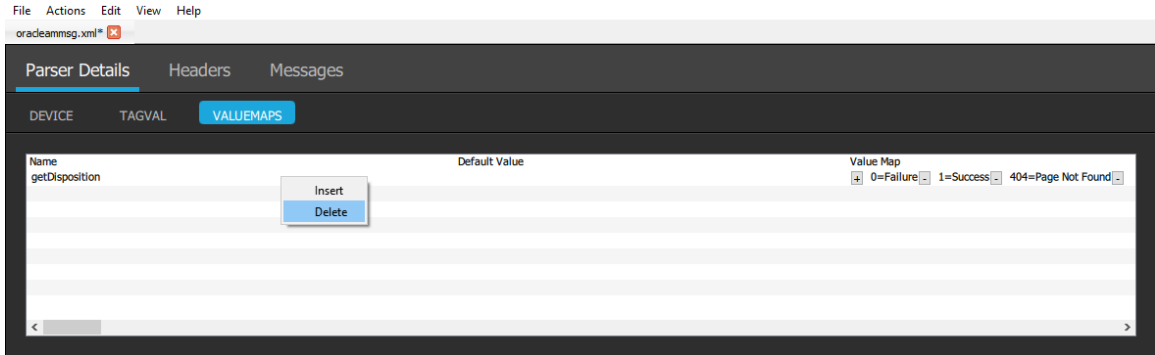 File Actions Edit View Help
oracleammsg.xml*
Parser Details Headers Messages
DEVICE TAGVAL VALUEMAPS
Name Default Value Value Map
getDisposition + 0=Failure - 1=Success - 404=Page Not Found -
Insert
Delete